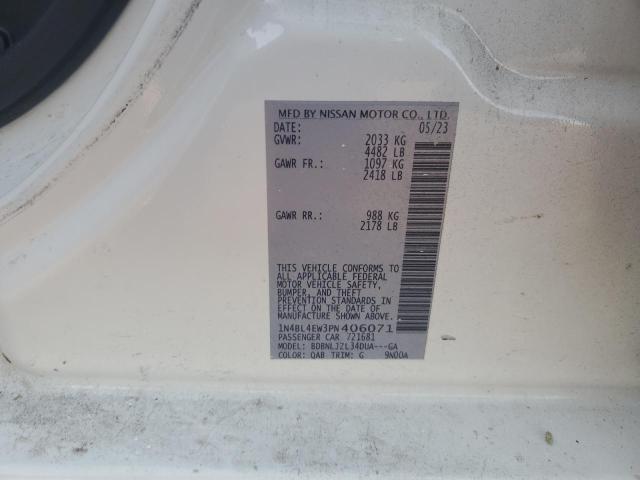 MFD BY NISSAN MOTOR CO., LTD.
DATE: 05/23
GVWR: 2033 KG
4482 LB
GAWR FR.: 1097 KG
2418 LB
GAWR RR.: 988 KG
2178 LB
THIS VEHICLE CONFORMS TO
ALL APPLICABLE FEDERAL
MOTOR VEHICLE SAFETY,
BUMPER, AND THEFT
PREVENTION STANDARDS IN
EFFECT ON THE DATE OF
MANUFACTURE SHOWN ABOVE.
1N4BL4EW3PN406071
PASSENGER CAR 721681
MODEL: BDBNLJZL34DUA---GA
COLOR: QAB TRIM: G 9N00A